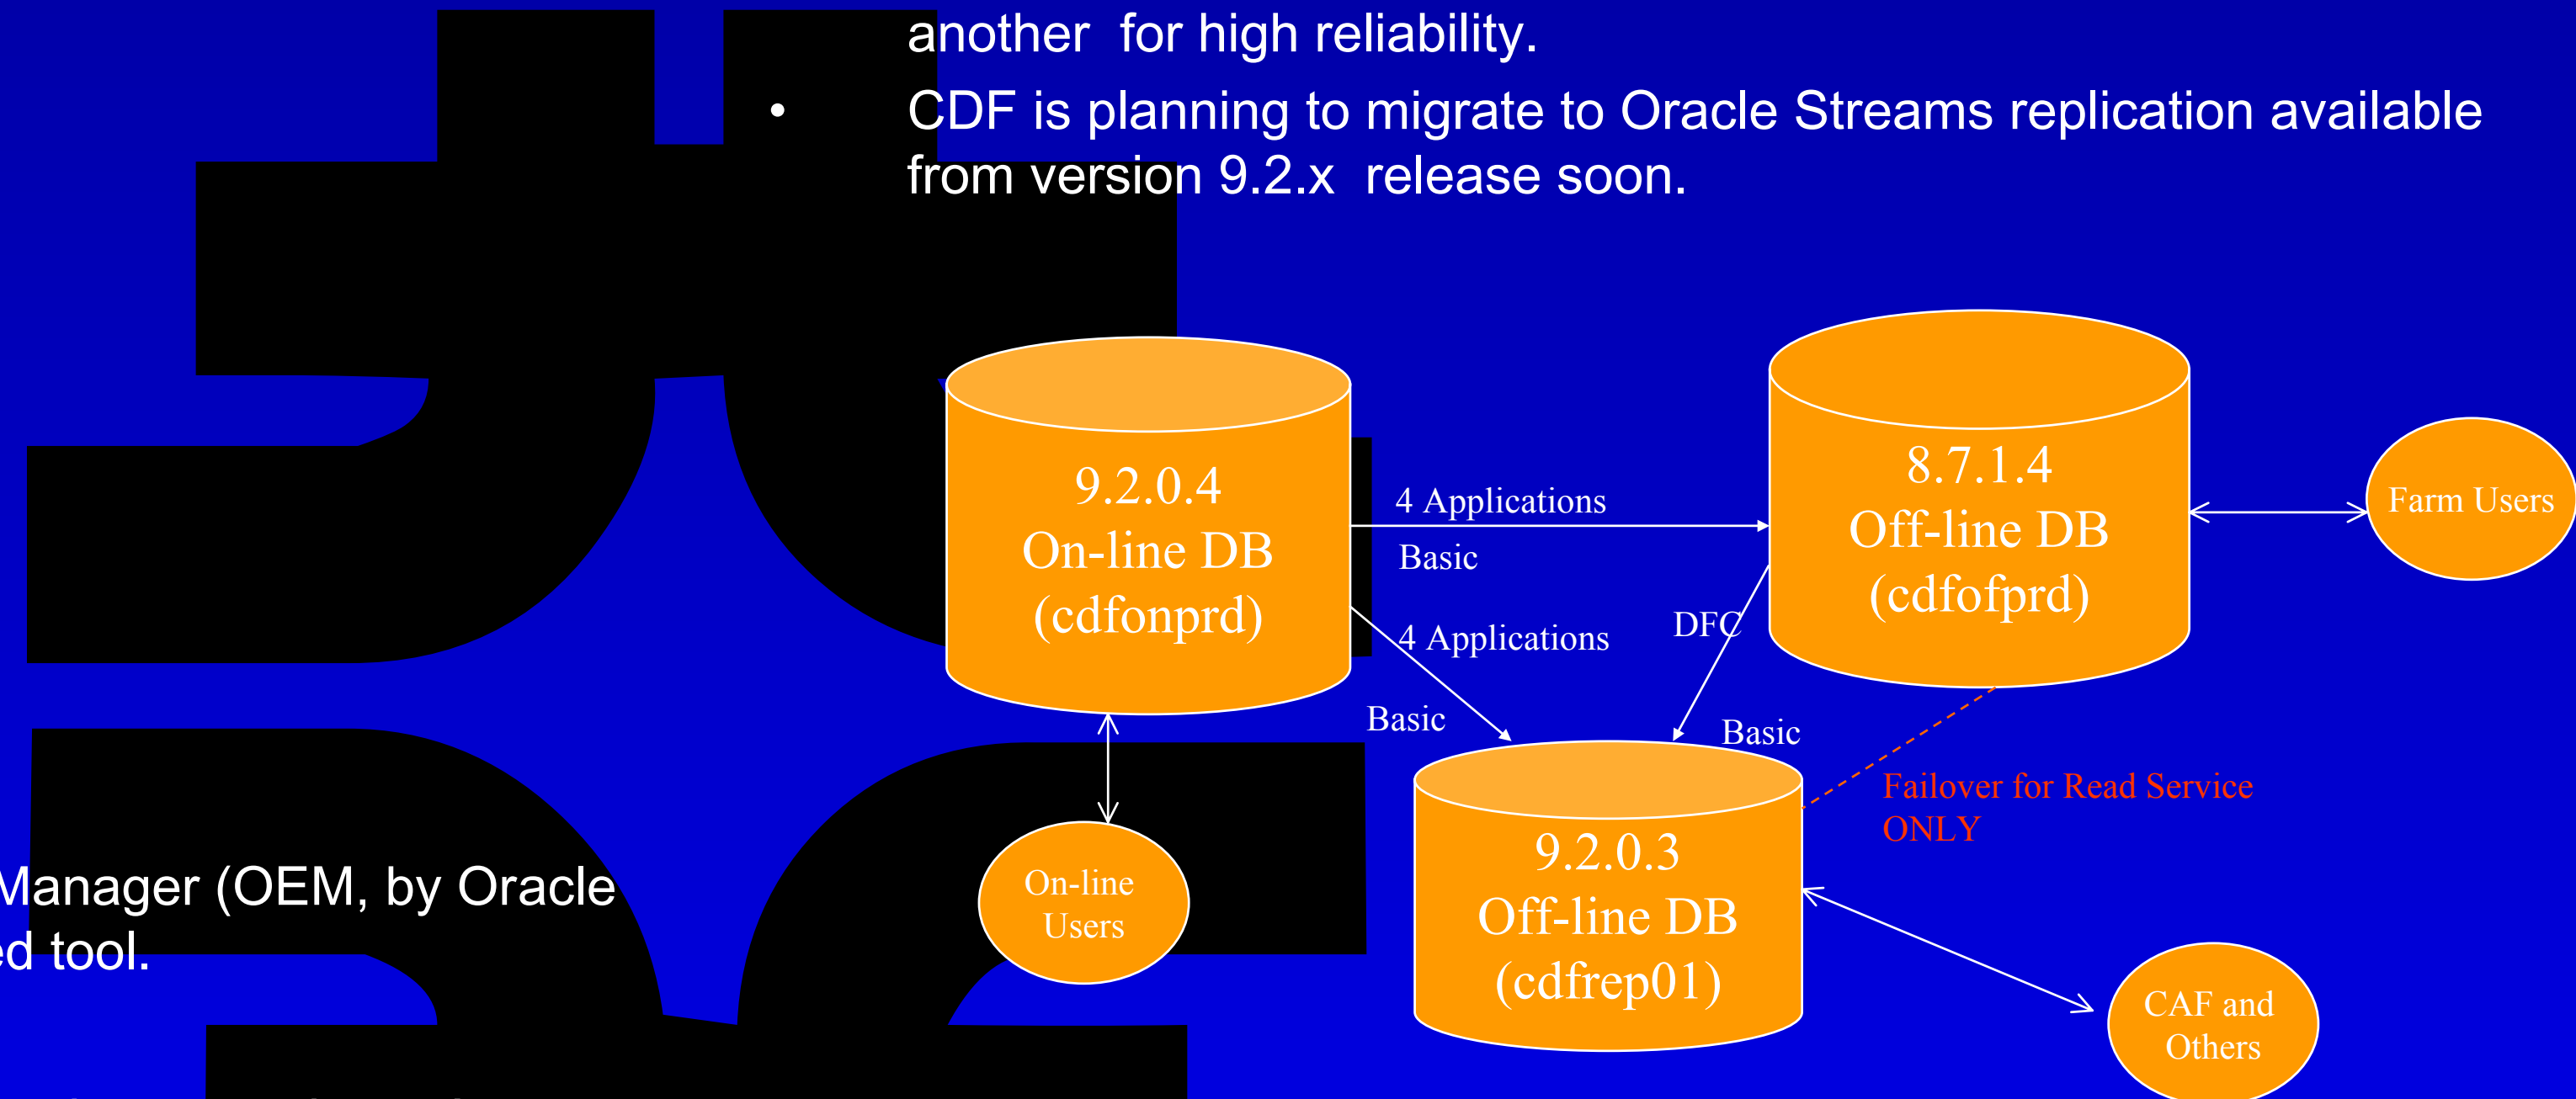 another for high reliability.
• CDF is planning to migrate to Oracle Streams replication available
from version 9.2.x release soon.
9.2.0.4
On-line DB
(cdfonprd)
4 Applications
Basic
8.7.1.4
Off-line DB
(cdfofprd)
Farm Users
4 Applications
DFC
Basic
Basic
Failover for Read Service
ONLY
9.2.0.3
Off-line DB
(cdfrep01)
On-line
Users
CAF and
Others
Manager (OEM, by Oracle
ed tool.